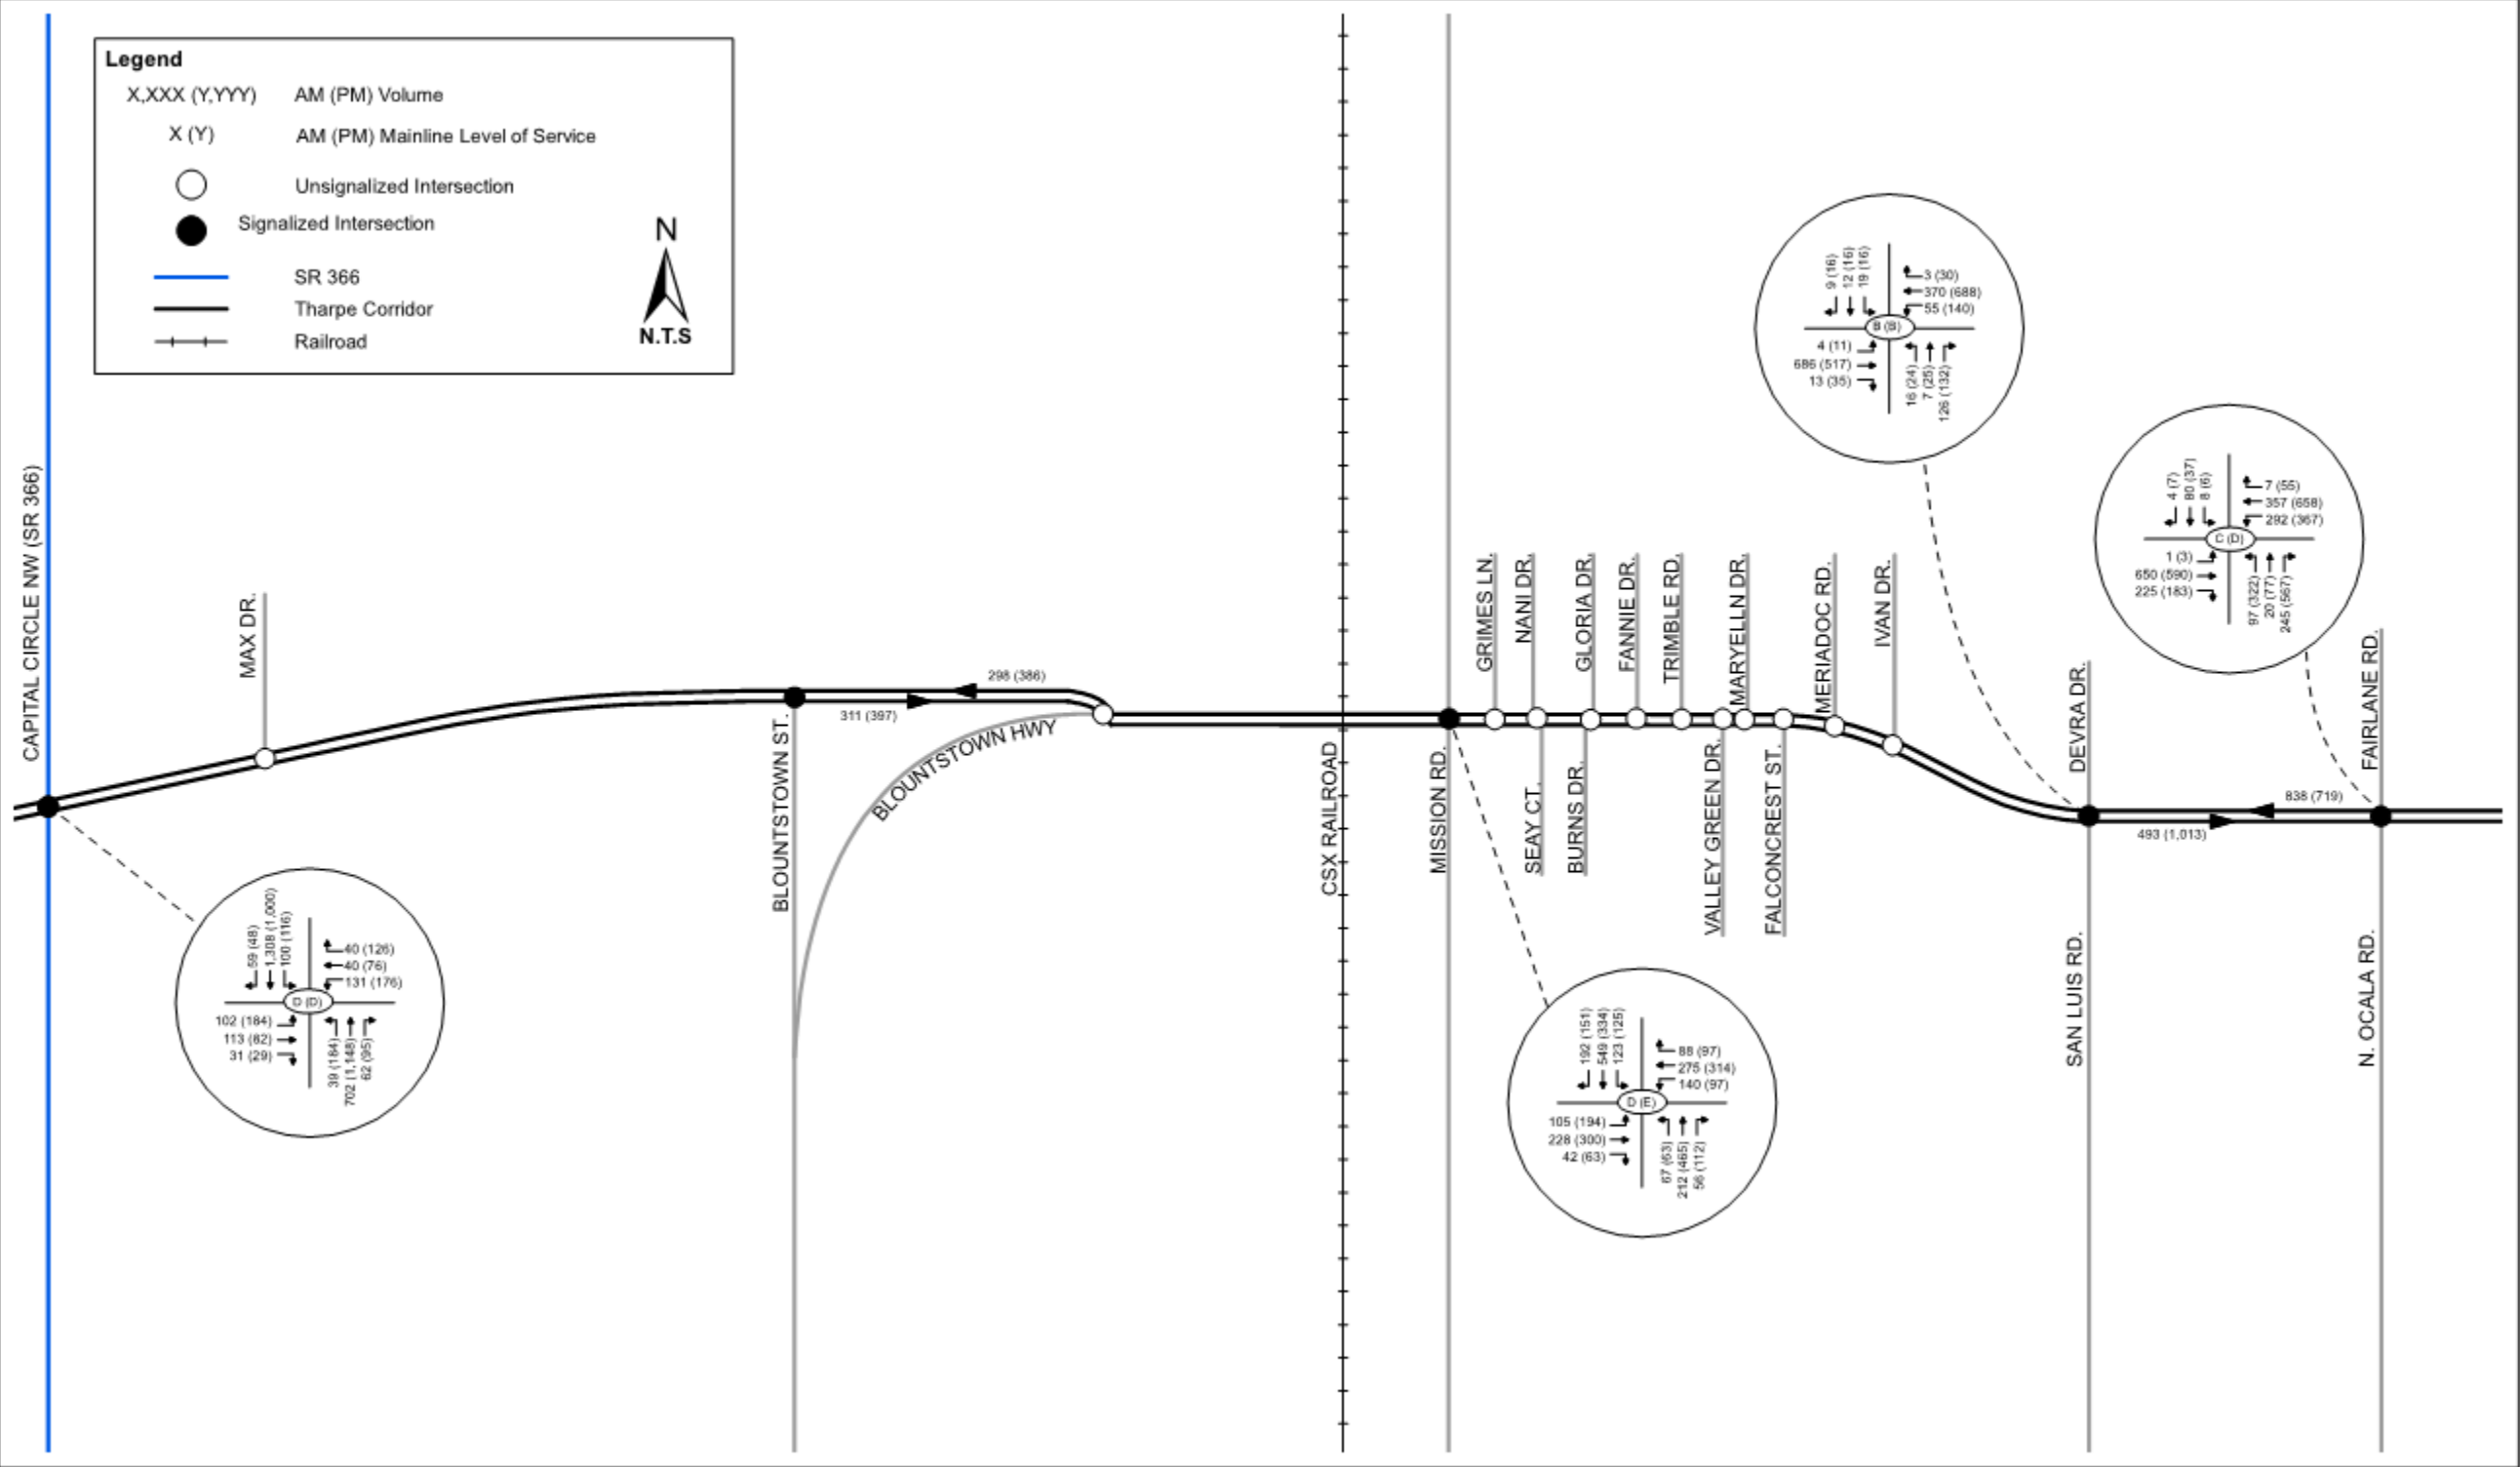 Legend
X,XXX (Y,YYY) AM (PM) Volume
X (Y) AM (PM) Mainline Level of Service
Unsignalized Intersection
Signalized Intersection
SR 366
Tharpe Corridor
Railroad
N
N.T.S
CAPITAL CIRCLE NW (SR 366)
MAX DR.
BLOUNTSTOWN ST.
298 (386)
311 (397)
BLOUNTSTOWN HWY
CSX RAILROAD
MISSION RD.
GRIMES LN.
NANI DR.
GLORIA DR.
FANNIE DR.
TRIMBLE RD.
MARYELLN DR.
MERIADOC RD.
IVAN DR.
SEAY CT.
BURNS DR.
VALLEY GREEN DR.
FALCONCREST ST.
DEVRA DR.
SAN LUIS RD.
FAIRLANE RD.
N. OCALA RD.
838 (719)
493 (1,013)
59 (48)
1,308 (1,000)
100 (116)
40 (126)
40 (76)
131 (176)
D (D)
102 (184)
113 (82)
31 (29)
39 (184)
702 (1,148)
62 (95)
192 (151)
549 (334)
123 (125)
88 (97)
275 (314)
140 (97)
D (E)
105 (194)
228 (300)
42 (63)
67 (63)
212 (465)
56 (112)
9 (16)
12 (16)
19 (16)
3 (30)
370 (688)
55 (140)
B (B)
4 (11)
686 (517)
13 (35)
16 (24)
7 (25)
126 (132)
4 (7)
80 (37)
8 (6)
7 (55)
357 (658)
292 (367)
C (D)
1 (3)
650 (590)
225 (183)
97 (322)
20 (77)
245 (567)